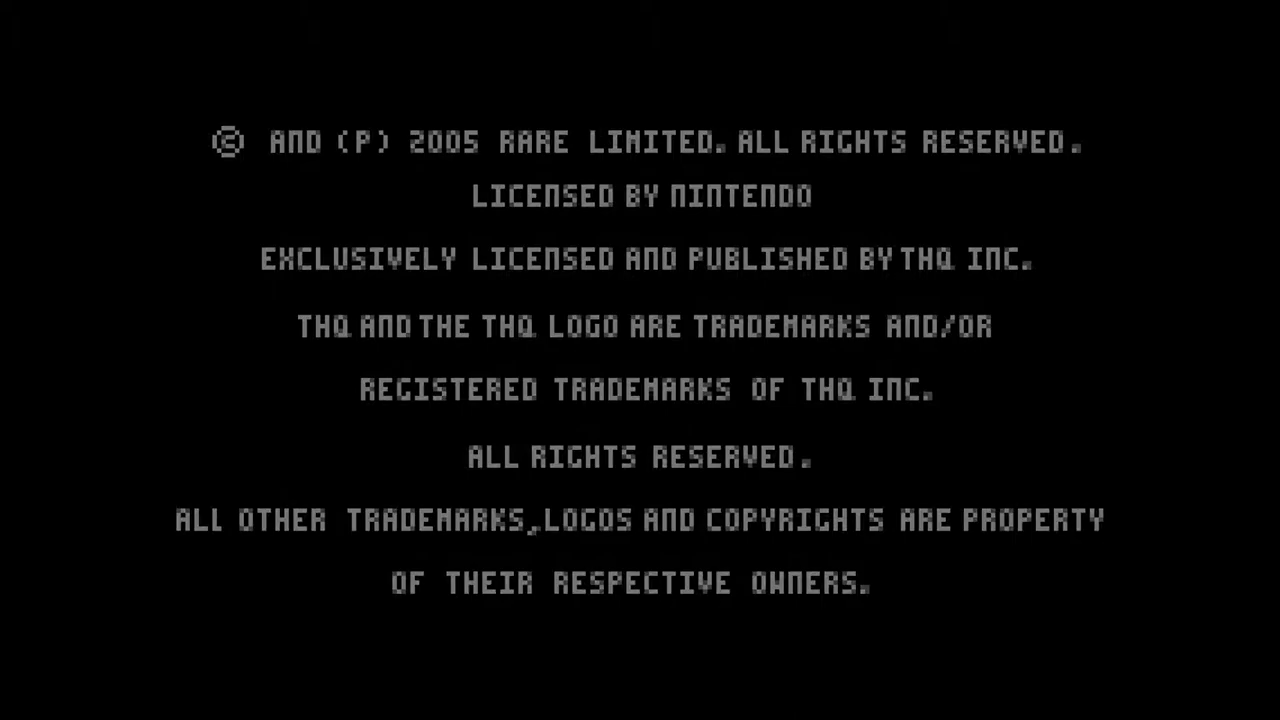 © AND (P) 2005 RARE LIMITED. ALL RIGHTS RESERVED.
LICENSED BY NINTENDO
EXCLUSIVELY LICENSED AND PUBLISHED BY THQ INC.
THQ AND THE THQ LOGO ARE TRADEMARKS AND/OR
REGISTERED TRADEMARKS OF THQ INC.
ALL RIGHTS RESERVED.
ALL OTHER TRADEMARKS,LOGOS AND COPYRIGHTS ARE PROPERTY
OF THEIR RESPECTIVE OWNERS.